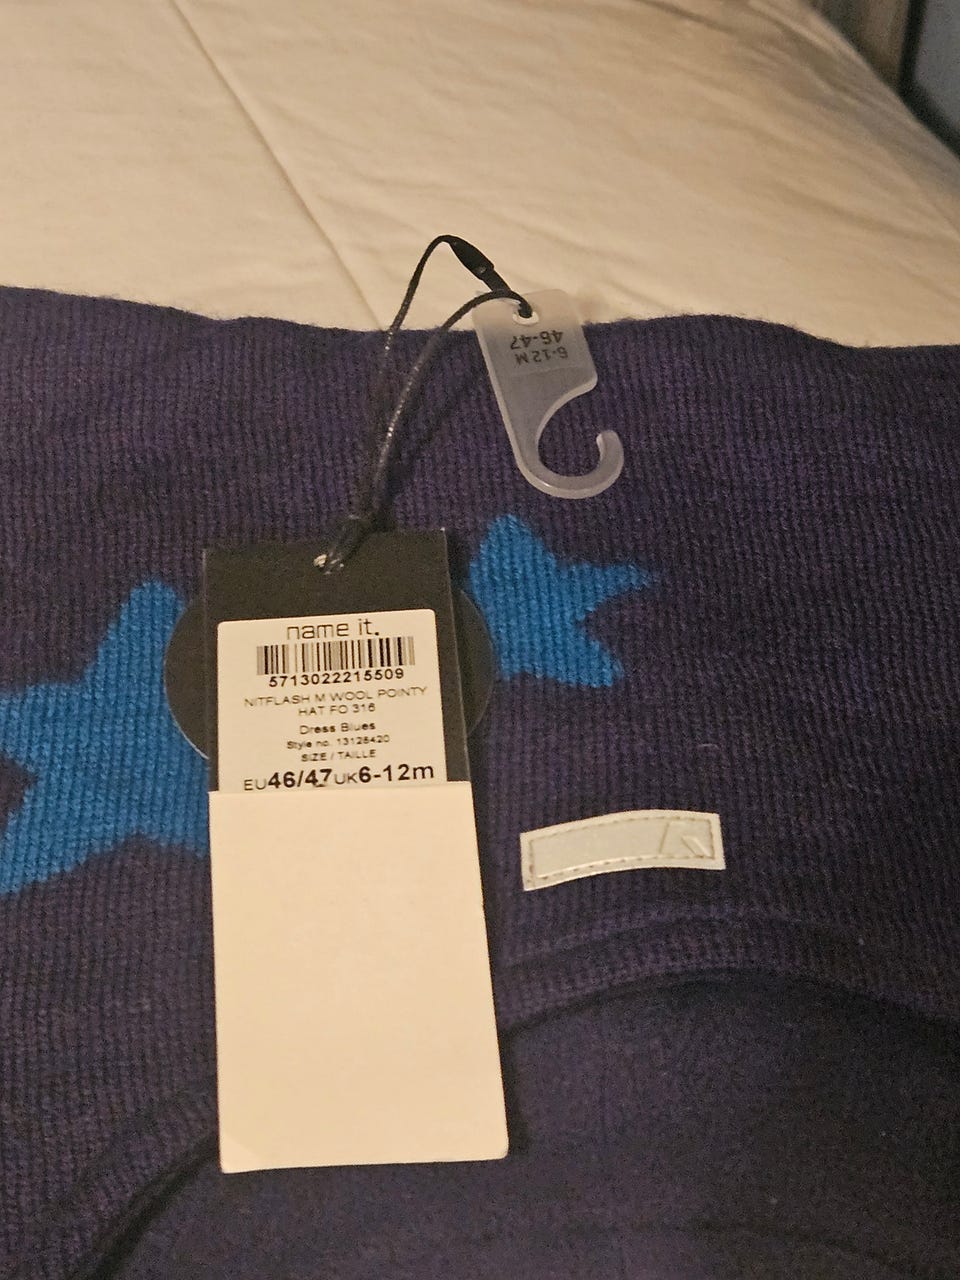 46-47
6-12M
name it.
5713022215509
NITFLASH M WOOL POINTY
HAT FO 316
Dress Blues
Style no. 13128420
SIZE / TAILLE
EU46/47UK6-12m